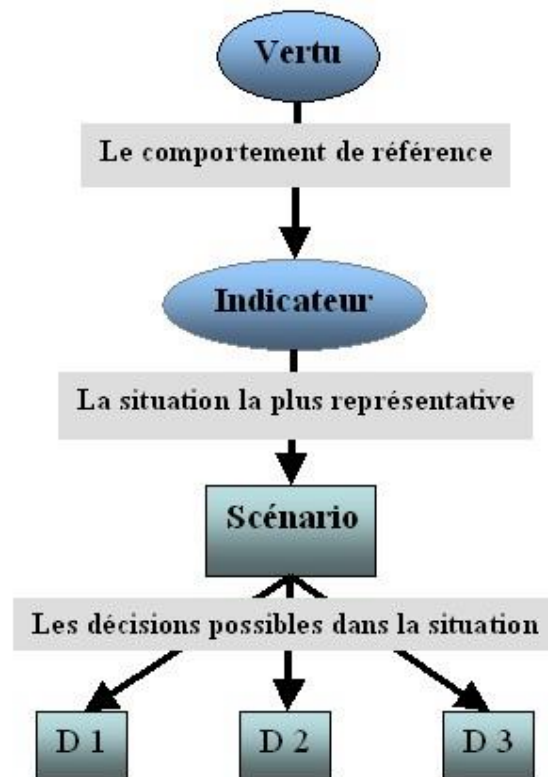 Vertu
Le comportement de référence
Indicateur
La situation la plus représentative
Scénario
Les décisions possibles dans la situation
D 1
D 2
D 3